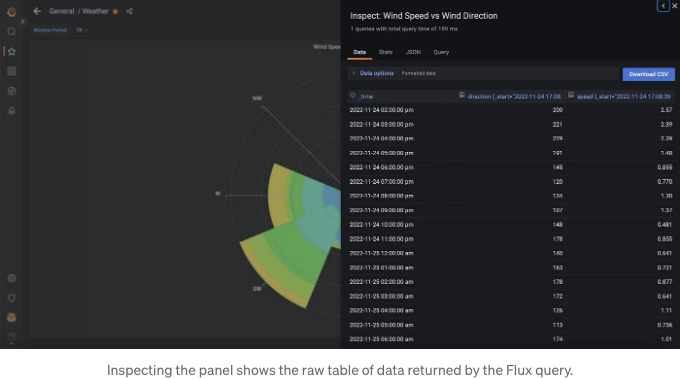 General / Weather
Inspect: Wind Speed vs Wind Direction
1 queries with total query time of 199 ms
Window Period 1h
Wind Spee
Data Stats JSON Query
Data options Formatted data
Download CSV
_time direction {_start="2022-11-24 17:08: speed {_start="2022-11-24 17:08:39
2022-11-24 02:00:00 pm 200 2.57
2022-11-24 03:00:00 pm 221 2.39
2022-11-24 04:00:00 pm 229 2.39
2022-11-24 05:00:00 pm 191 1.48
2022-11-24 06:00:00 pm 145 0.855
2022-11-24 07:00:00 pm 120 0.770
2022-11-24 08:00:00 pm 134 1.30
2022-11-24 09:00:00 pm 107 1.37
2022-11-24 10:00:00 pm 148 0.481
2022-11-24 11:00:00 pm 178 0.855
2022-11-25 12:00:00 am 140 0.641
2022-11-25 01:00:00 am 163 0.721
2022-11-25 02:00:00 am 178 0.877
2022-11-25 03:00:00 am 172 0.641
2022-11-25 04:00:00 am 126 1.11
2022-11-25 05:00:00 am 113 0.736
2022-11-25 06:00:00 am 174 1.01
NW
W
SW
Inspecting the panel shows the raw table of data returned by the Flux query.